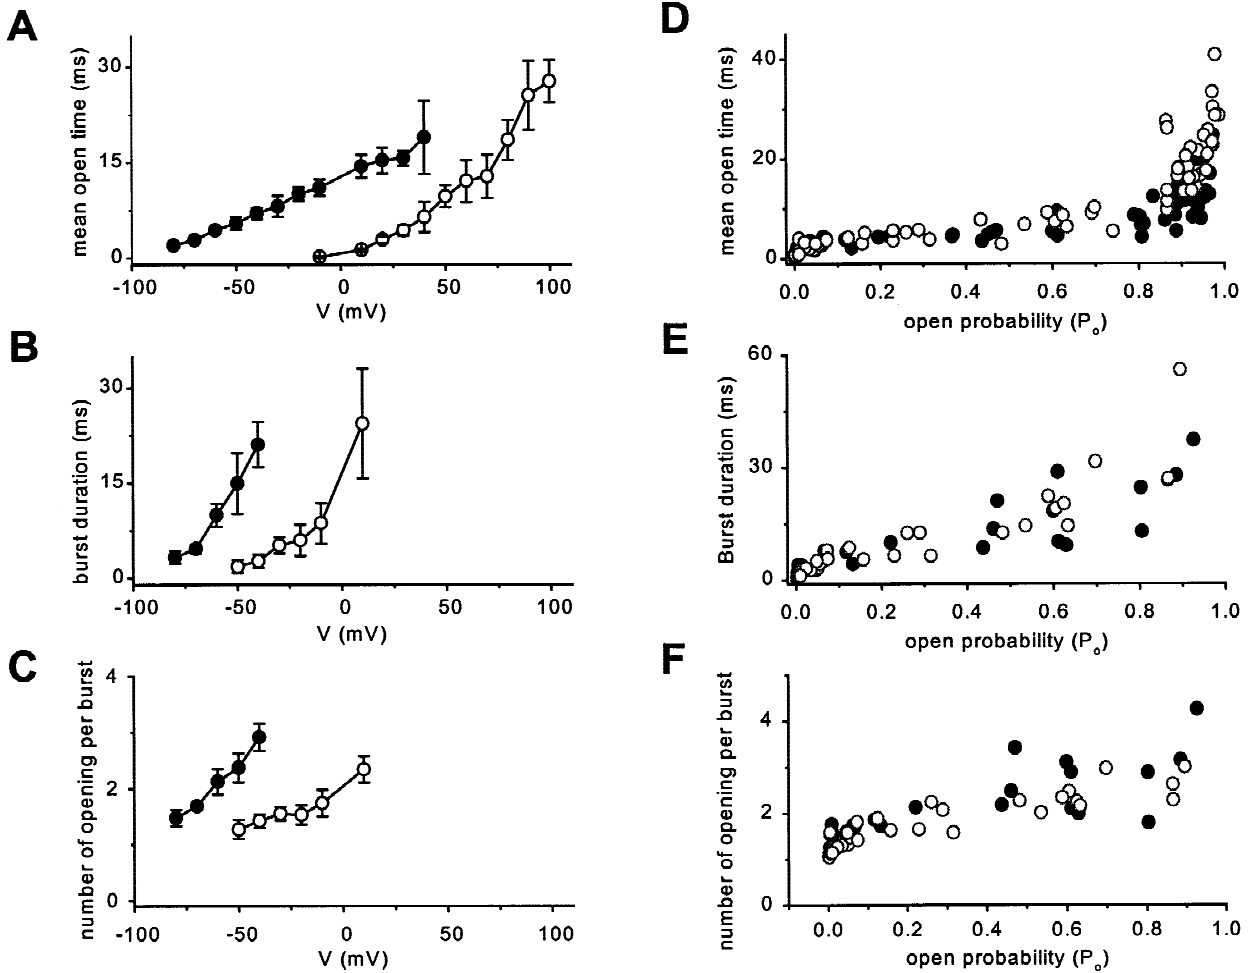 A
mean open time (ms)
30
15
0
-100 -50 0 50 100
V (mV)
B
burst duration (ms)
30
15
0
-100 -50 0 50 100
V (mV)
C
number of opening per burst
4
2
0
-100 -50 0 50 100
V (mV)
D
mean open time (ms)
40
20
0
0.0 0.2 0.4 0.6 0.8 1.0
open probability (Po)
E
Burst duration (ms)
60
30
0
0.0 0.2 0.4 0.6 0.8 1.0
open probability (Po)
F
number of opening per burst
4
2
0
0.0 0.2 0.4 0.6 0.8 1.0
open probability (Po)